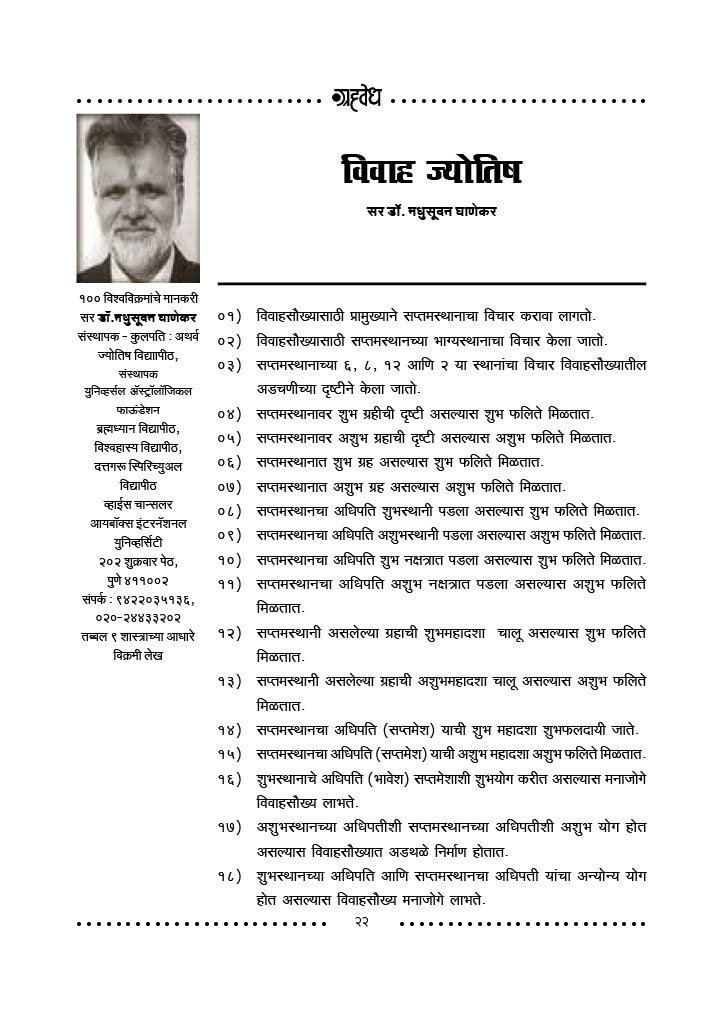 ग्रहवेध
विवाह ज्योतिष
सर डॉ. मधुसूदन घाणेकर
१०० विश्वविक्रमांचे मानकरी
सर डॉ.मधुसूदन घाणेकर
संस्थापक - कुलपति : अथर्व
ज्योतिष विद्याापीठ,
संस्थापक
युनिव्हर्सल ॲस्ट्रॉलॉजिकल
फाऊंडेशन
ब्रह्मध्यान विद्यापीठ,
विश्वहास्य विद्यापीठ,
दत्तगरू स्पिरिच्युअल
विद्यापीठ
व्हाईस चान्सलर
आयबॉक्स इंटरनॅशनल
युनिव्हर्सिटी
२०२ शुक्रवार पेठ,
पुणे ४११००२
संपर्क : ९४२२०३५१३६,
०२०-२४४३३२०२
तब्बल ९ शास्त्राच्या आधारे
विक्रमी लेख
०१) विवाहसौख्यासाठी प्रामुख्याने सप्तमस्थानाचा विचार करावा लागतो.
०२) विवाहसौख्यासाठी सप्तमस्थानच्या भाग्यस्थानाचा विचार केला जातो.
०३) सप्तमस्थानाच्या ६, ८, १२ आणि २ या स्थानांचा विचार विवाहसौख्यातील
अडचणीच्या दृष्टीने केला जातो.
०४) सप्तमस्थानावर शुभ ग्रहीची दृष्टी असल्यास शुभ फलिते मिळतात.
०५) सप्तमस्थानावर अशुभ ग्रहाची दृष्टी असल्यास अशुभ फलिते मिळतात.
०६) सप्तमस्थानात शुभ ग्रह असल्यास शुभ फलिते मिळतात.
०७) सप्तमस्थानात अशुभ ग्रह असल्यास अशुभ फलिते मिळतात.
०८) सप्तमस्थानचा अधिपति शुभस्थानी पडला असल्यास शुभ फलिते मिळतात.
०९) सप्तमस्थानचा अधिपति अशुभस्थानी पडला असल्यास अशुभ फलिते मिळतात.
१०) सप्तमस्थानचा अधिपति शुभ नक्षत्रात पडला असल्यास शुभ फलिते मिळतात.
११) सप्तमस्थानचा अधिपति अशुभ नक्षत्रात पडला असल्यास अशुभ फलिते
मिळतात.
१२) सप्तमस्थानी असलेल्या ग्रहाची शुभमहादशा चालू असल्यास शुभ फलिते
मिळतात.
१३) सप्तमस्थानी असलेल्या ग्रहाची अशुभमहादशा चालू असल्यास अशुभ फलिते
मिळतात.
१४) सप्तमस्थानचा अधिपति (सप्तमेश) याची शुभ महादशा शुभफलदायी जाते.
१५) सप्तमस्थानचा अधिपति (सप्तमेश) याची अशुभ महादशा अशुभ फलिते मिळतात.
१६) शुभस्थानाचे अधिपति (भावेश) सप्तमेशाशी शुभयोग करीत असल्यास मनाजोगे
विवाहसौख्य लाभते.
१७) अशुभस्थानच्या अधिपतीशी सप्तमस्थानच्या अधिपतीशी अशुभ योग होत
असल्यास विवाहसौख्यात अडथळे निर्माण होतात.
१८) शुभस्थानच्या अधिपति आणि सप्तमस्थानचा अधिपती यांचा अन्योन्य योग
होत असल्यास विवाहसौख्य मनाजोगे लाभते.
२२